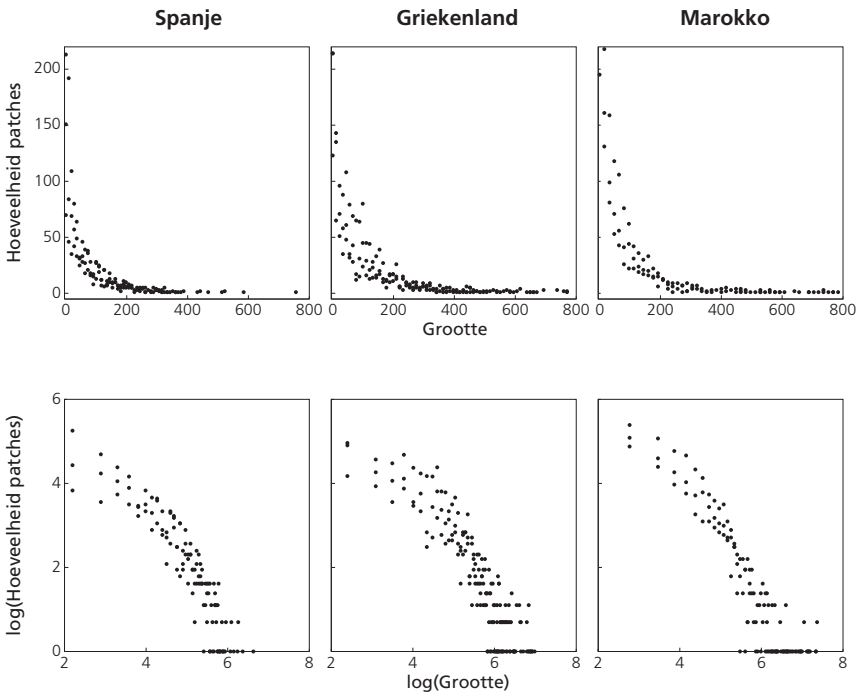 Spanje Griekenland Marokko
Hoeveelheid patches
200
150
100
50
0
0 200 400 600 800 0 200 400 600 800 0 200 400 600 800
Grootte
log(Hoeveelheid patches)
6
4
2
0
2 4 6 8 2 4 6 8 2 4 6 8
log(Grootte)